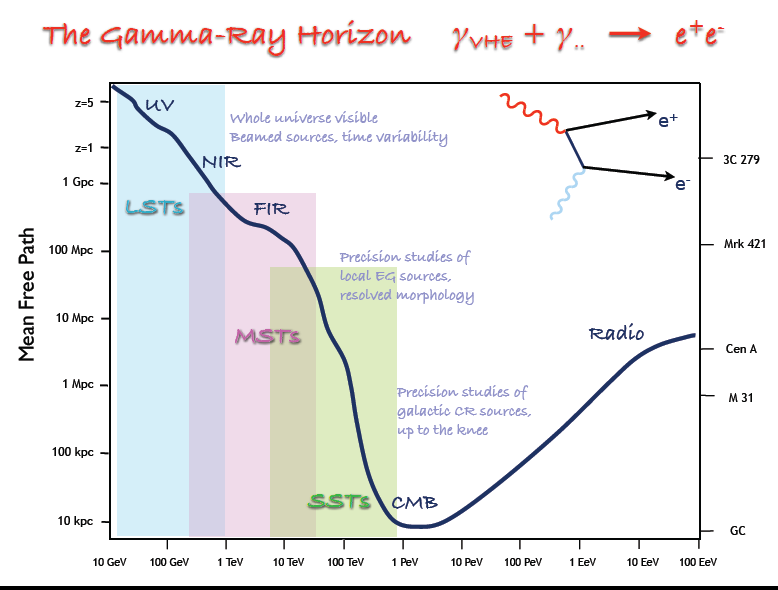 The Gamma-Ray Horizon γVHE + γ.. → e+e-
UV
Whole universe visible
Beamed sources, time variability
NIR
LSTs
FIR
e+
e-
Precision studies of
local EG sources,
resolved morphology
MSTs
Radio
Precision studies of
galactic CR sources,
up to the knee
SSTs
CMB
Mean Free Path
z=5
z=1
1 Gpc
100 Mpc
10 Mpc
1 Mpc
100 kpc
10 kpc
3C 279
Mrk 421
Cen A
M 31
GC
10 GeV 100 GeV 1 TeV 10 TeV 100 TeV 1 PeV 10 PeV 100 PeV 1 EeV 10 EeV 100 EeV